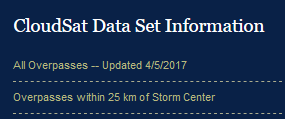 CloudSat Data Set Information
All Overpasses -- Updated 4/5/2017
Overpasses within 25 km of Storm Center